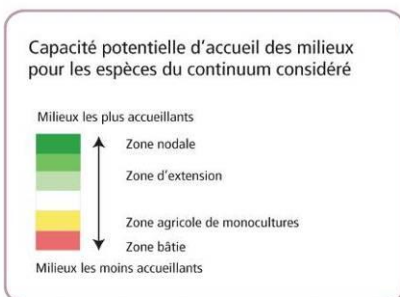 Capacité potentielle d'accueil des milieux
pour les espèces du continuum considéré
Milieux les plus accueillants
Zone nodale
Zone d'extension
Zone agricole de monocultures
Zone bâtie
Milieux les moins accueillants